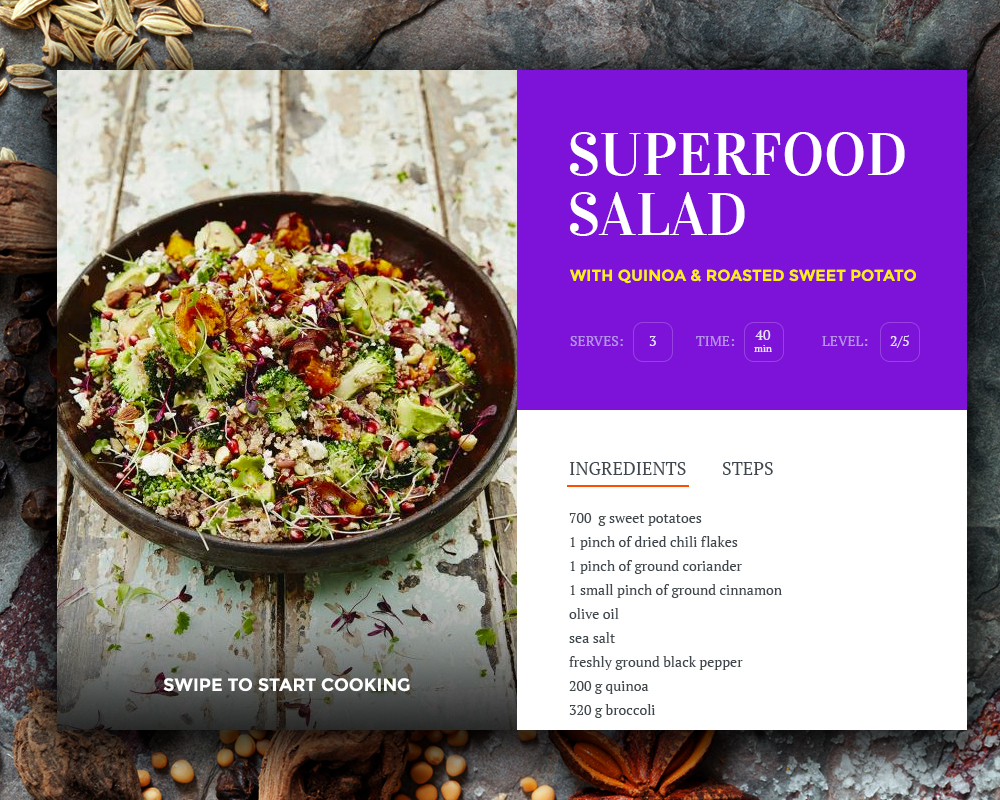 SUPERFOOD
SALAD
WITH QUINOA & ROASTED SWEET POTATO
SERVES: 3 TIME: 40 min LEVEL: 2/5
INGREDIENTS STEPS
700 g sweet potatoes
1 pinch of dried chili flakes
1 pinch of ground coriander
1 small pinch of ground cinnamon
olive oil
sea salt
freshly ground black pepper
200 g quinoa
320 g broccoli
SWIPE TO START COOKING